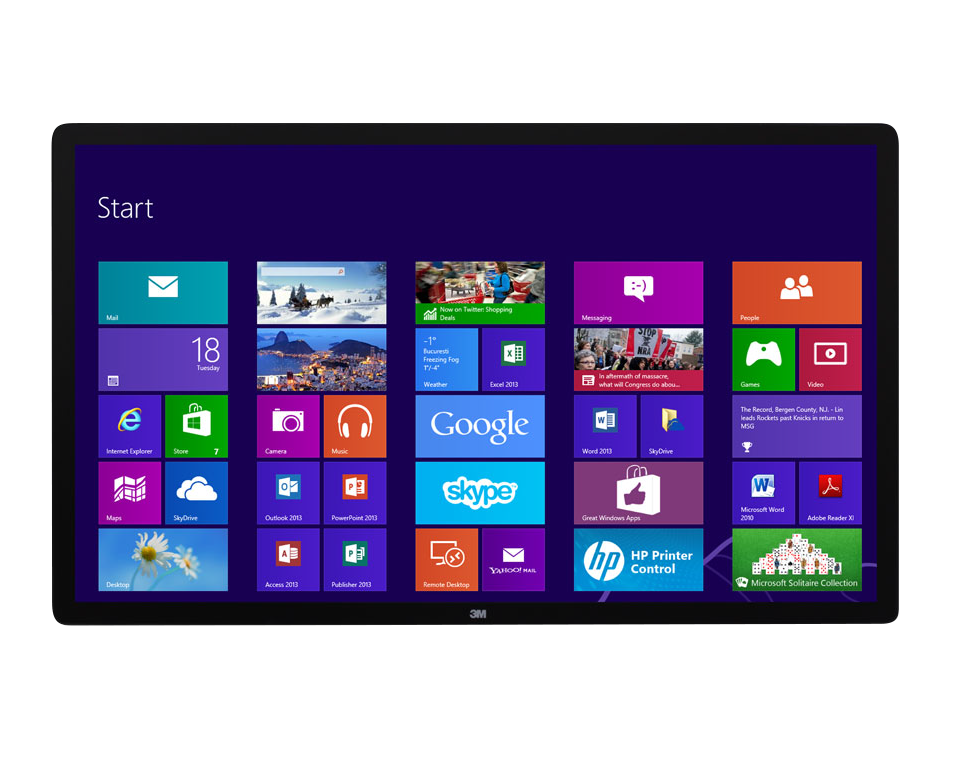 Start
Mail
18
Tuesday
Internet Explorer
Store
7
Maps
SkyDrive
Desktop
Camera
Music
Outlook 2013
PowerPoint 2013
Access 2013
Publisher 2013
Now on Twitter: Shopping
Deals
-1°
Bucuresti
Freezing Fog
1°/-4°
Weather
Excel 2013
Google
skype
Remote Desktop
YAHOO! MAIL
Messaging
STOP
NRA
In aftermath of massacre,
what will Congress do abou...
Word 2013
SkyDrive
Great Windows Apps
hp
HP Printer
Control
People
Games
Video
The Record, Bergen County, N.J. - Lin
leads Rockets past Knicks in return to
MSG
Microsoft Word
2010
Adobe Reader XI
Microsoft Solitaire Collection
3M